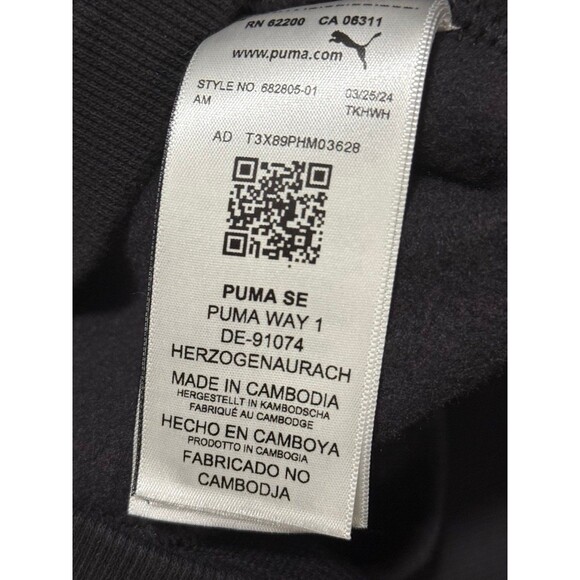 RN 62200 CA 06311
www.puma.com
STYLE NO. 682805-01 03/25/24
AM TKHWH
AD T3X89PHM03628
PUMA SE
PUMA WAY 1
DE-91074
HERZOGENAURACH
MADE IN CAMBODIA
HERGESTELLT IN KAMBODSCHA
FABRIQUÉ AU CAMBODGE
HECHO EN CAMBOYA
PRODOTTO IN CAMBOGIA
FABRICADO NO
CAMBODJA